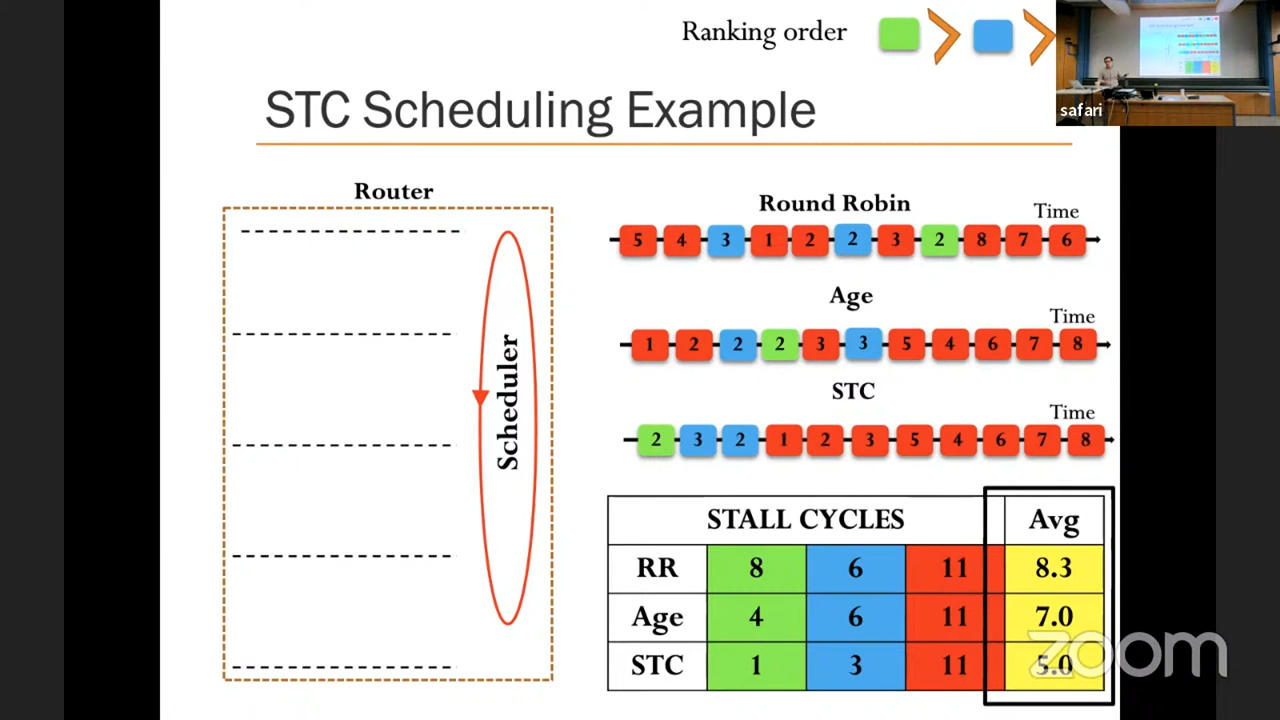 Ranking order
safari
STC Scheduling Example
Router
Scheduler
Round Robin
Time
5 4 3 1 2 2 3 2 8 7 6
Age
Time
1 2 2 2 3 3 5 4 6 7 8
STC
Time
2 3 2 1 2 3 5 4 6 7 8
STALL CYCLES Avg
RR 8 6 11 8.3
Age 4 6 11 7.0
STC 1 3 11 5.0
zoom